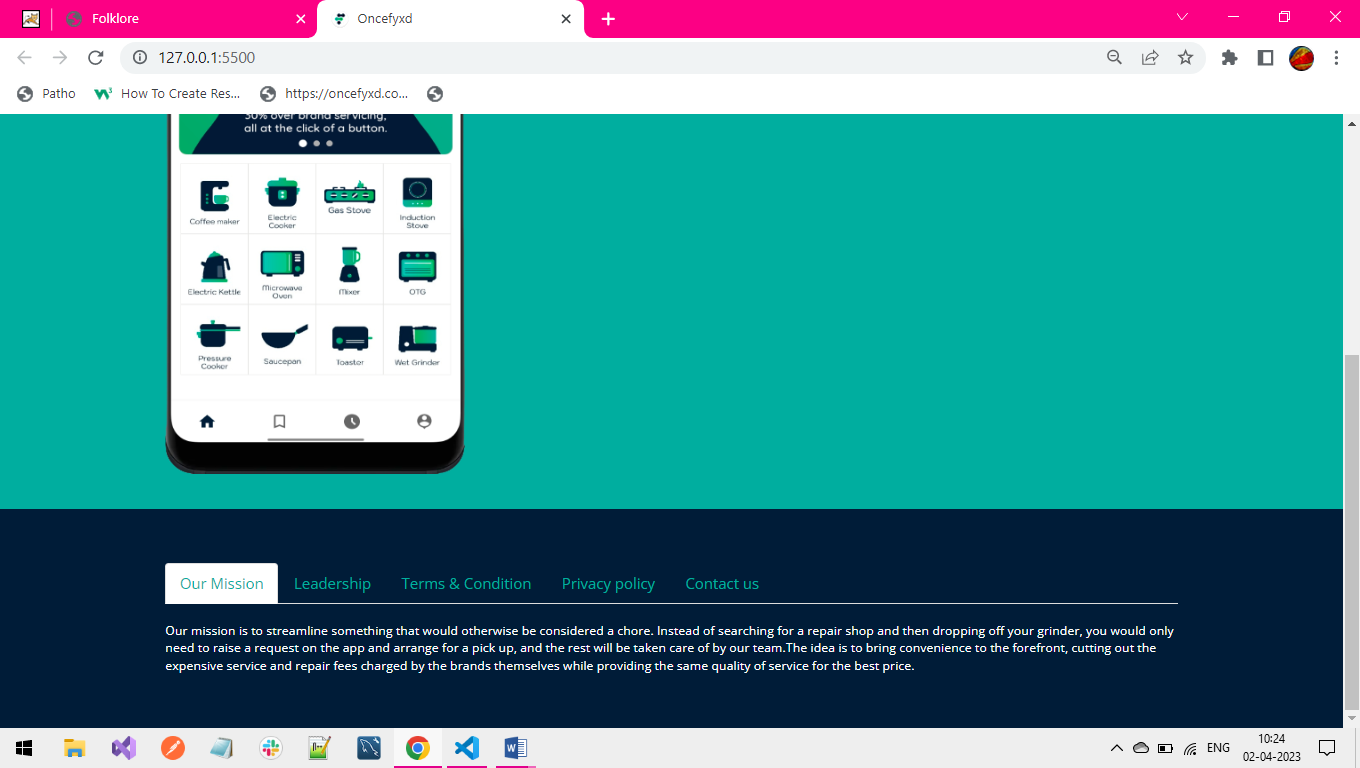 Folklore
Oncefyxd
127.0.0.1:5500
Patho
How To Create Res...
https://oncefyxd.co...
30% over brand servicing,
all at the click of a button.
Coffee maker
Electric
Cooker
Gas Stove
Induction
Stove
Electric Kettle
Microwave
Oven
Mixer
OTG
Pressure
Cooker
Saucepan
Toaster
Wet Grinder
Our Mission
Leadership
Terms & Condition
Privacy policy
Contact us
Our mission is to streamline something that would otherwise be considered a chore. Instead of searching for a repair shop and then dropping off your grinder, you would only
need to raise a request on the app and arrange for a pick up, and the rest will be taken care of by our team.The idea is to bring convenience to the forefront, cutting out the
expensive service and repair fees charged by the brands themselves while providing the same quality of service for the best price.
ENG
10:24
02-04-2023